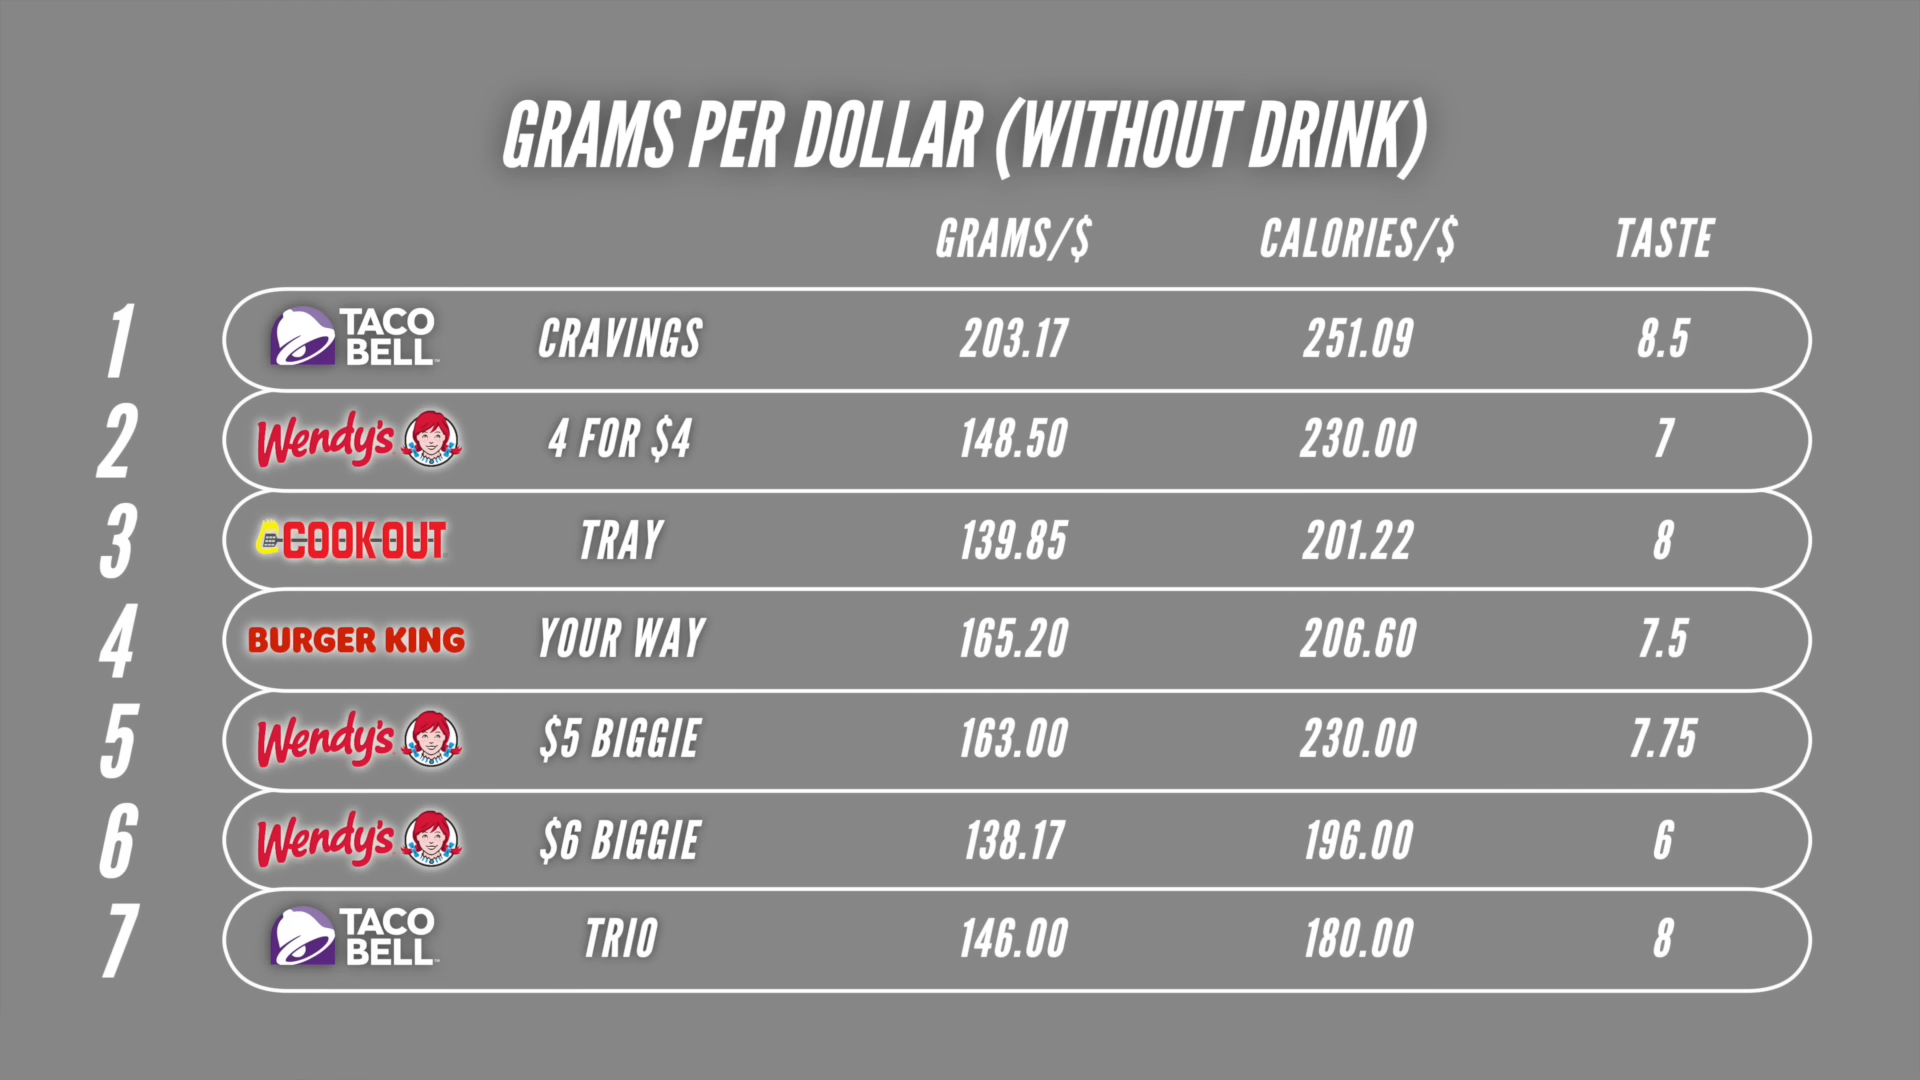 GRAMS PER DOLLAR (WITHOUT DRINK)
GRAMS/$ CALORIES/$ TASTE
1 TACO BELL™ CRAVINGS 203.17 251.09 8.5
2 Wendy's 4 FOR $4 148.50 230.00 7
3 COOK OUT TRAY 139.85 201.22 8
4 BURGER KING YOUR WAY 165.20 206.60 7.5
5 Wendy's $5 BIGGIE 163.00 230.00 7.75
6 Wendy's $6 BIGGIE 138.17 196.00 6
7 TACO BELL™ TRIO 146.00 180.00 8